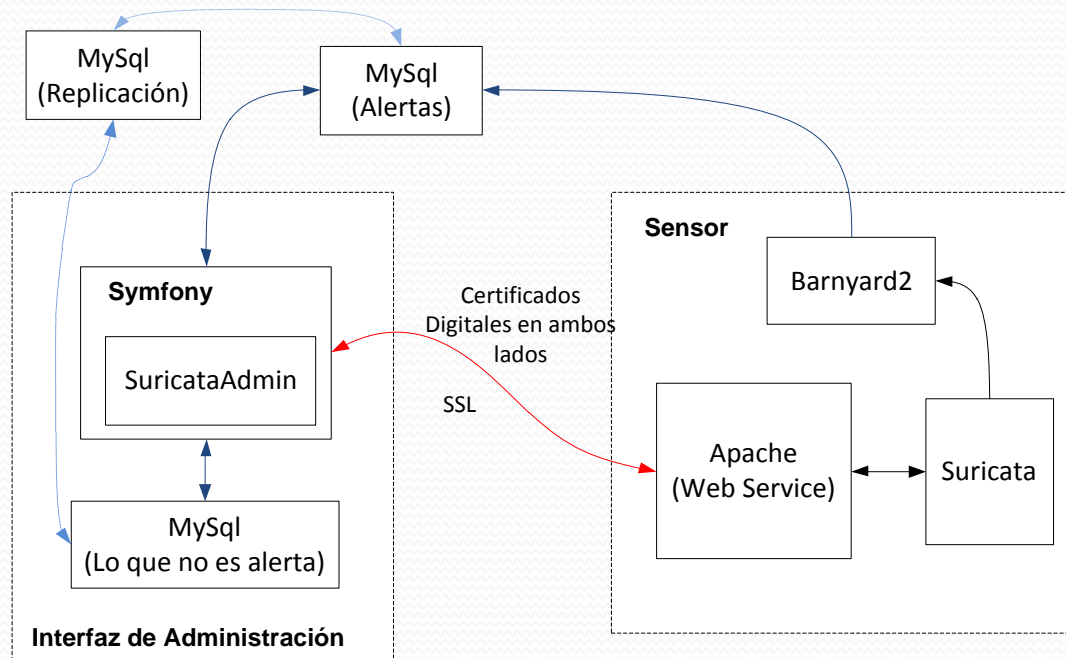 MySql
(Replicación)
MySql
(Alertas)
Sensor
Barnyard2
Symfony
SuricataAdmin
Certificados
Digitales en ambos
lados
SSL
Apache
(Web Service)
Suricata
MySql
(Lo que no es alerta)
Interfaz de Administración